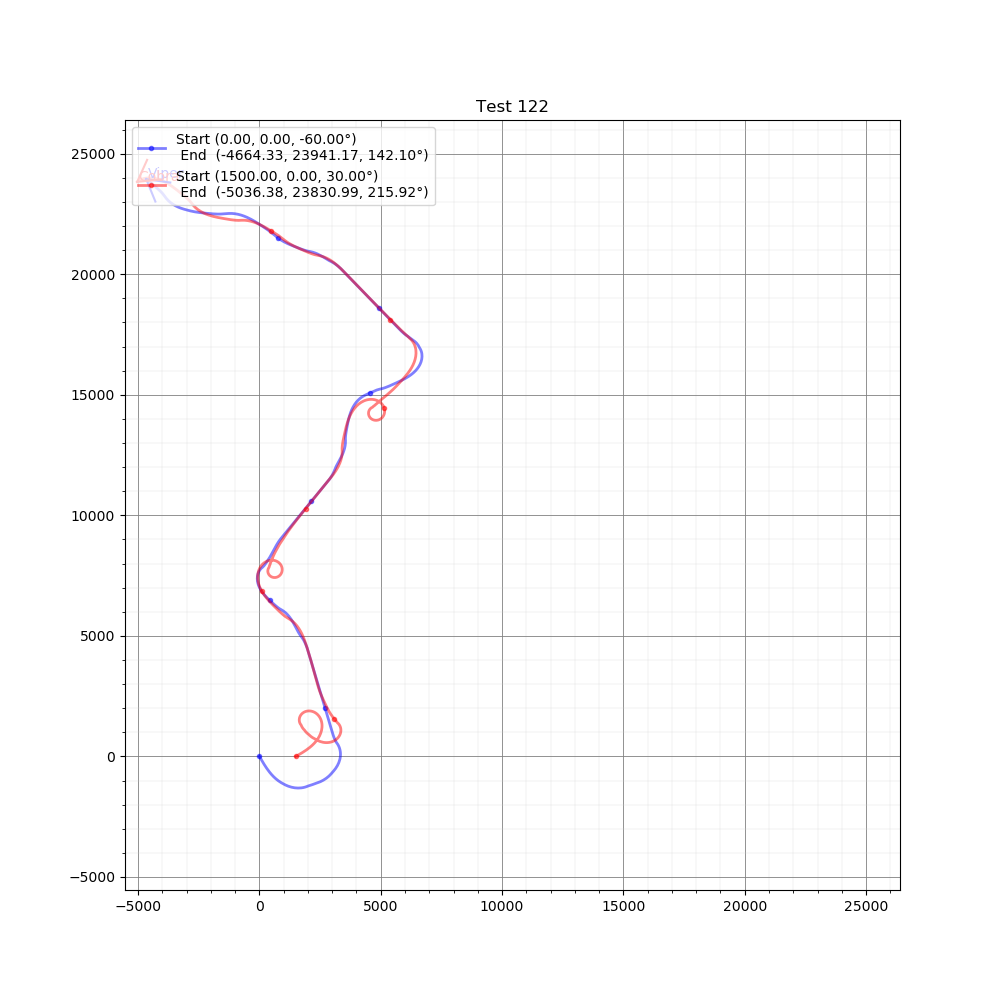 Test 122
Start (0.00, 0.00, -60.00°)
End (-4664.33, 23941.17, 142.10°)
Start (1500.00, 0.00, 30.00°)
End (-5036.38, 23830.99, 215.92°)
25000
20000
15000
10000
5000
0
−5000
−5000 0 5000 10000 15000 20000 25000